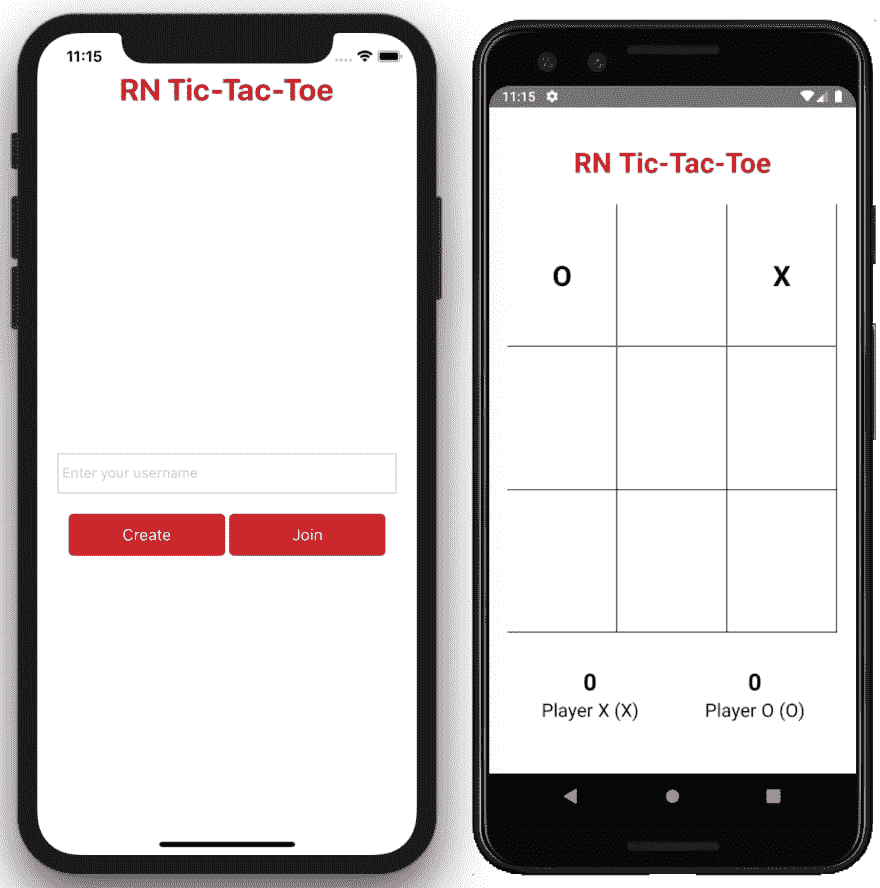 11:15
RN Tic-Tac-Toe
Enter your username
Create Join
11:15
RN Tic-Tac-Toe
O X
0 0
Player X (X) Player O (O)